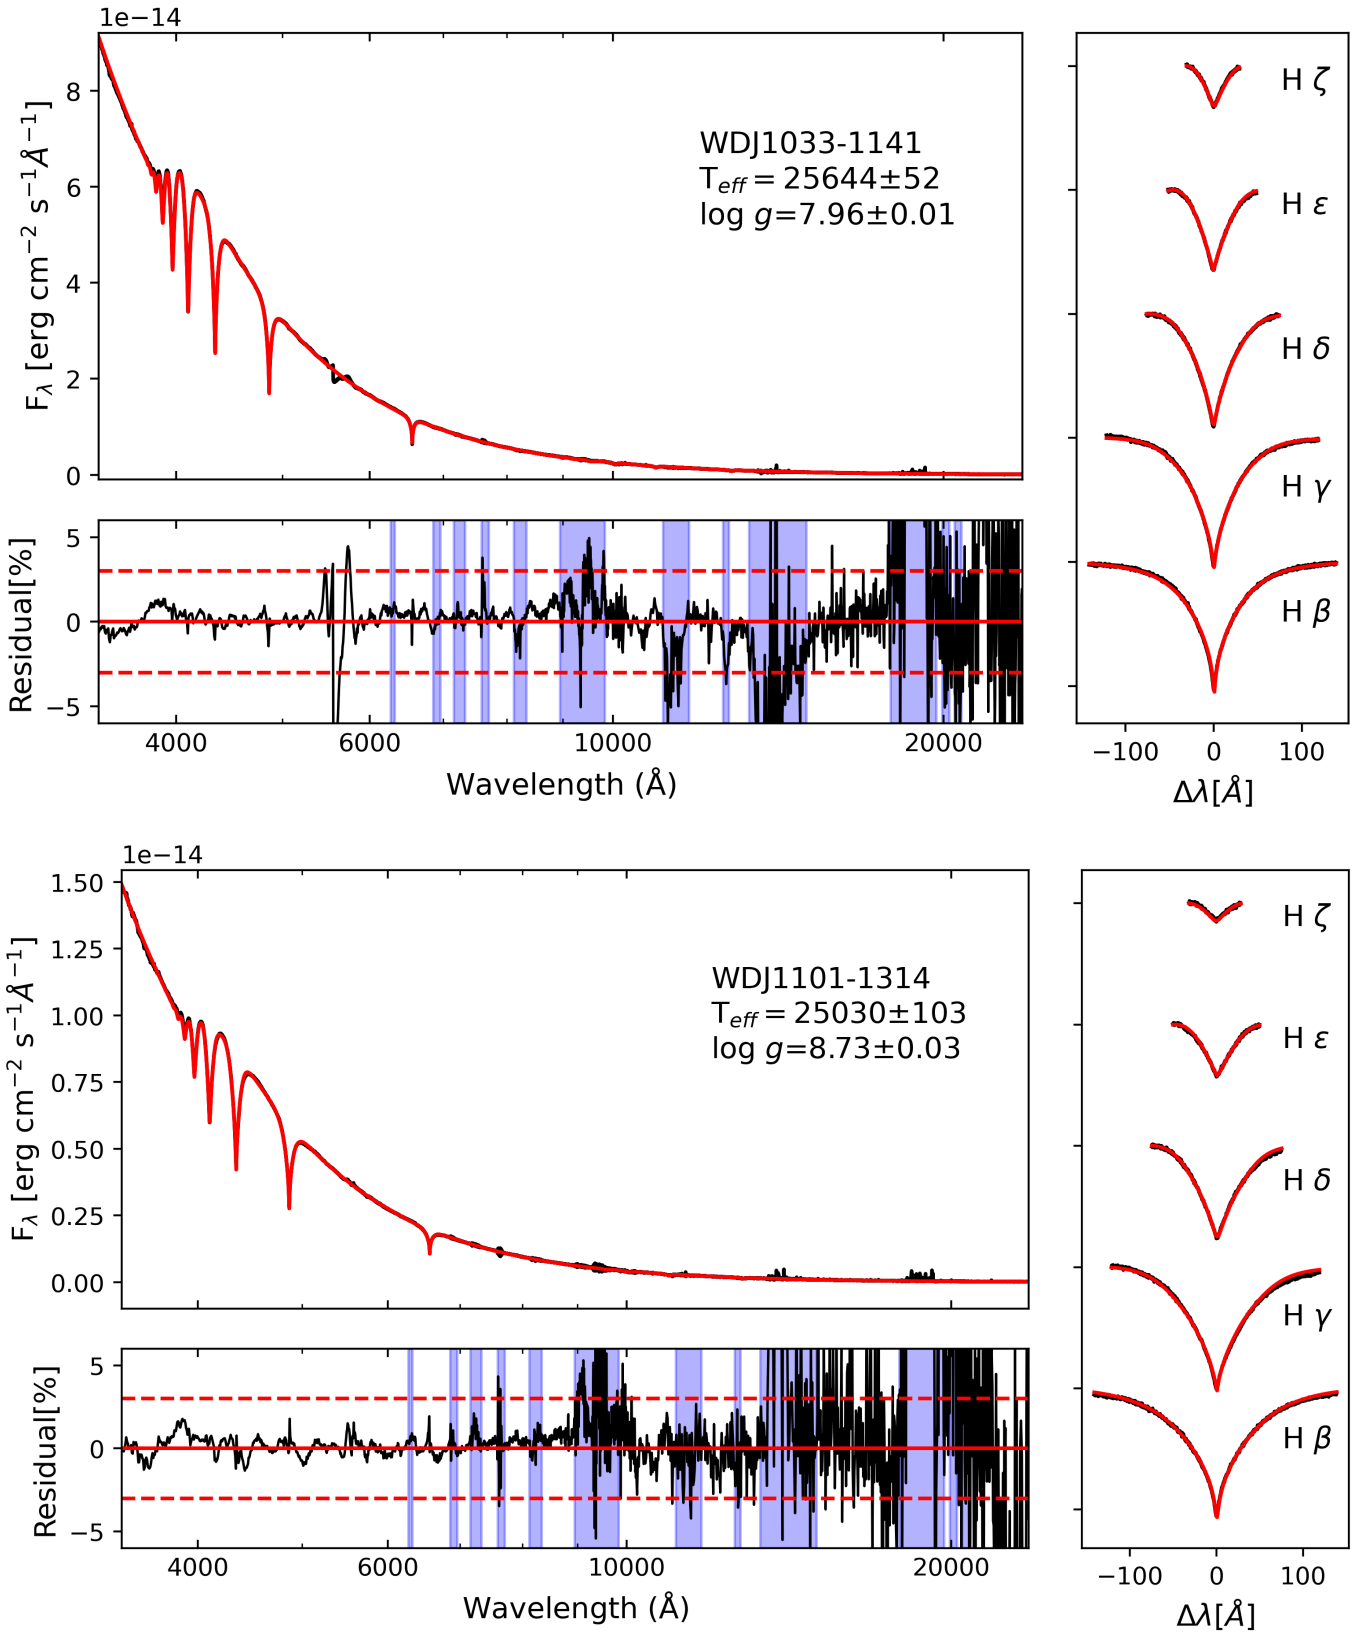 1e−14
F_λ [erg cm^−2 s^−1 Å^−1]
8
6
4
2
0
WDJ1033-1141
T_eff = 25644±52
log g=7.96±0.01
Residual[%]
5
0
−5
4000 6000 10000 20000
Wavelength (Å)
H ζ
H ε
H δ
H γ
H β
−100 0 100
Δλ[Å]
1e−14
F_λ [erg cm^−2 s^−1 Å^−1]
1.50
1.25
1.00
0.75
0.50
0.25
0.00
WDJ1101-1314
T_eff = 25030±103
log g=8.73±0.03
Residual[%]
5
0
−5
4000 6000 10000 20000
Wavelength (Å)
H ζ
H ε
H δ
H γ
H β
−100 0 100
Δλ[Å]